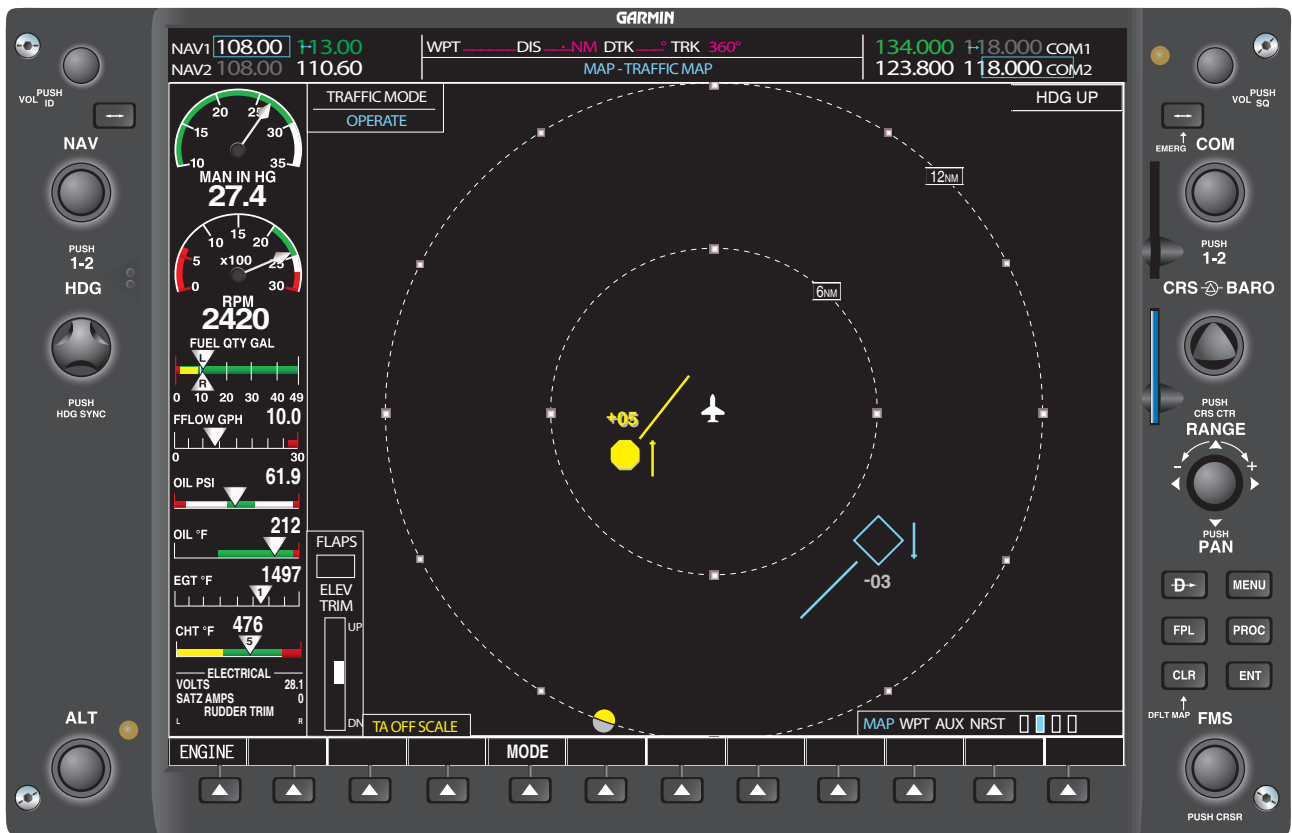 GARMIN
NAV1 108.00 113.00
NAV2 108.00 110.60
WPT _______ DIS __._NM DTK ___° TRK 360°
MAP - TRAFFIC MAP
134.000 118.000 COM1
123.800 118.000 COM2
VOL PUSH ID
NAV
PUSH
1-2
HDG
PUSH
HDG SYNC
ALT
TRAFFIC MODE
OPERATE
HDG UP
10 15 20 25 30 35
MAN IN HG
27.4
0 5 10 15 20 25 30
x100
RPM
2420
FUEL QTY GAL
L
R
0 10 20 30 40 49
FFLOW GPH 10.0
0 30
OIL PSI 61.9
OIL °F 212
EGT °F 1497
1
CHT °F 476
5
ELECTRICAL
VOLTS 28.1
SATZ AMPS 0
RUDDER TRIM
L R
FLAPS
ELEV
TRIM
UP
DN
12NM
6NM
+05
-03
TA OFF SCALE
MAP WPT AUX NRST
ENGINE MODE
VOL PUSH SQ
EMERG
COM
PUSH
1-2
CRS BARO
PUSH
CRS CTR
RANGE
- +
PUSH
PAN
D MENU
FPL PROC
CLR ENT
DFLT MAP
FMS
PUSH CRSR